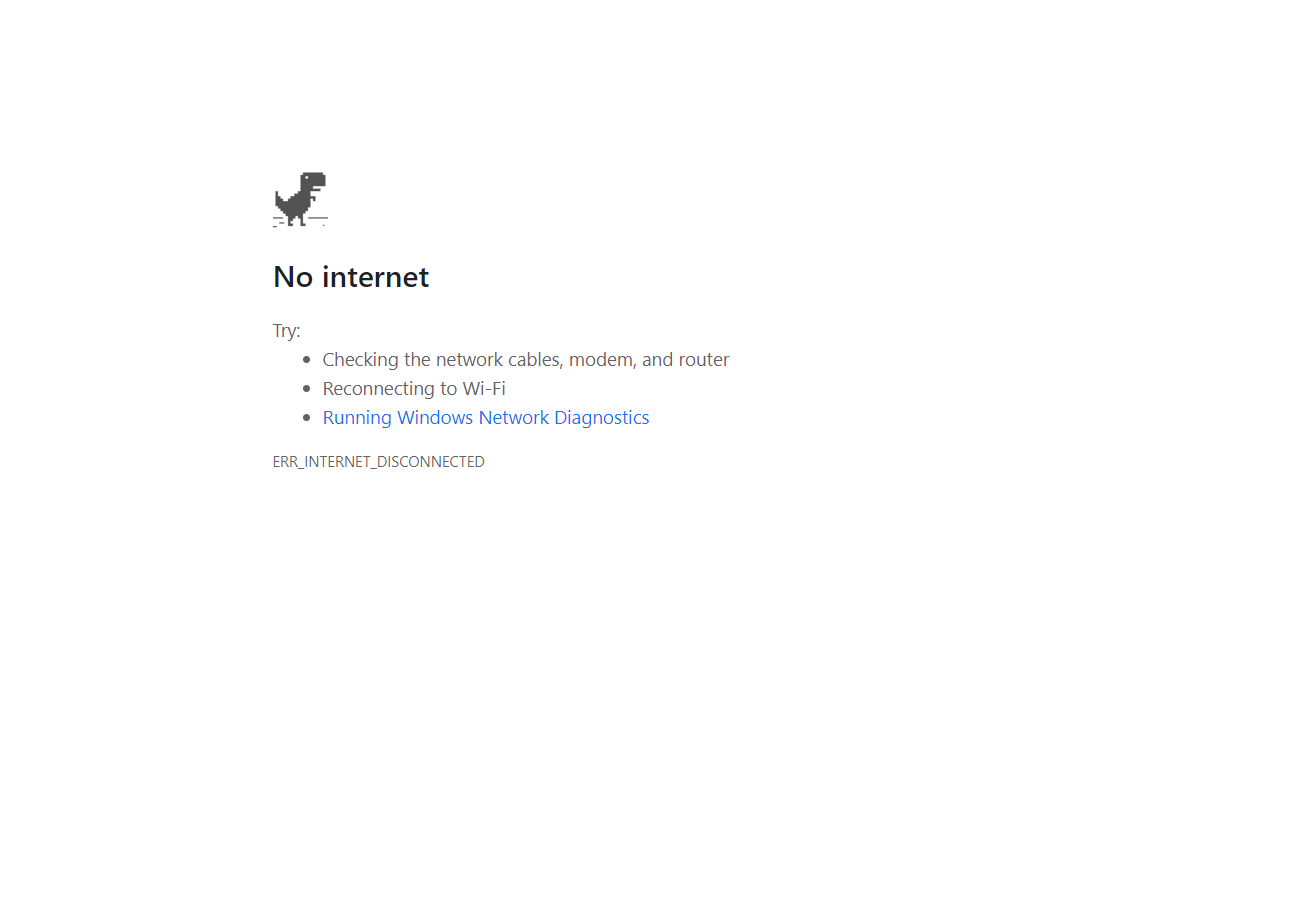 No internet
Try:
Checking the network cables, modem, and router
Reconnecting to Wi-Fi
Running Windows Network Diagnostics
ERR_INTERNET_DISCONNECTED